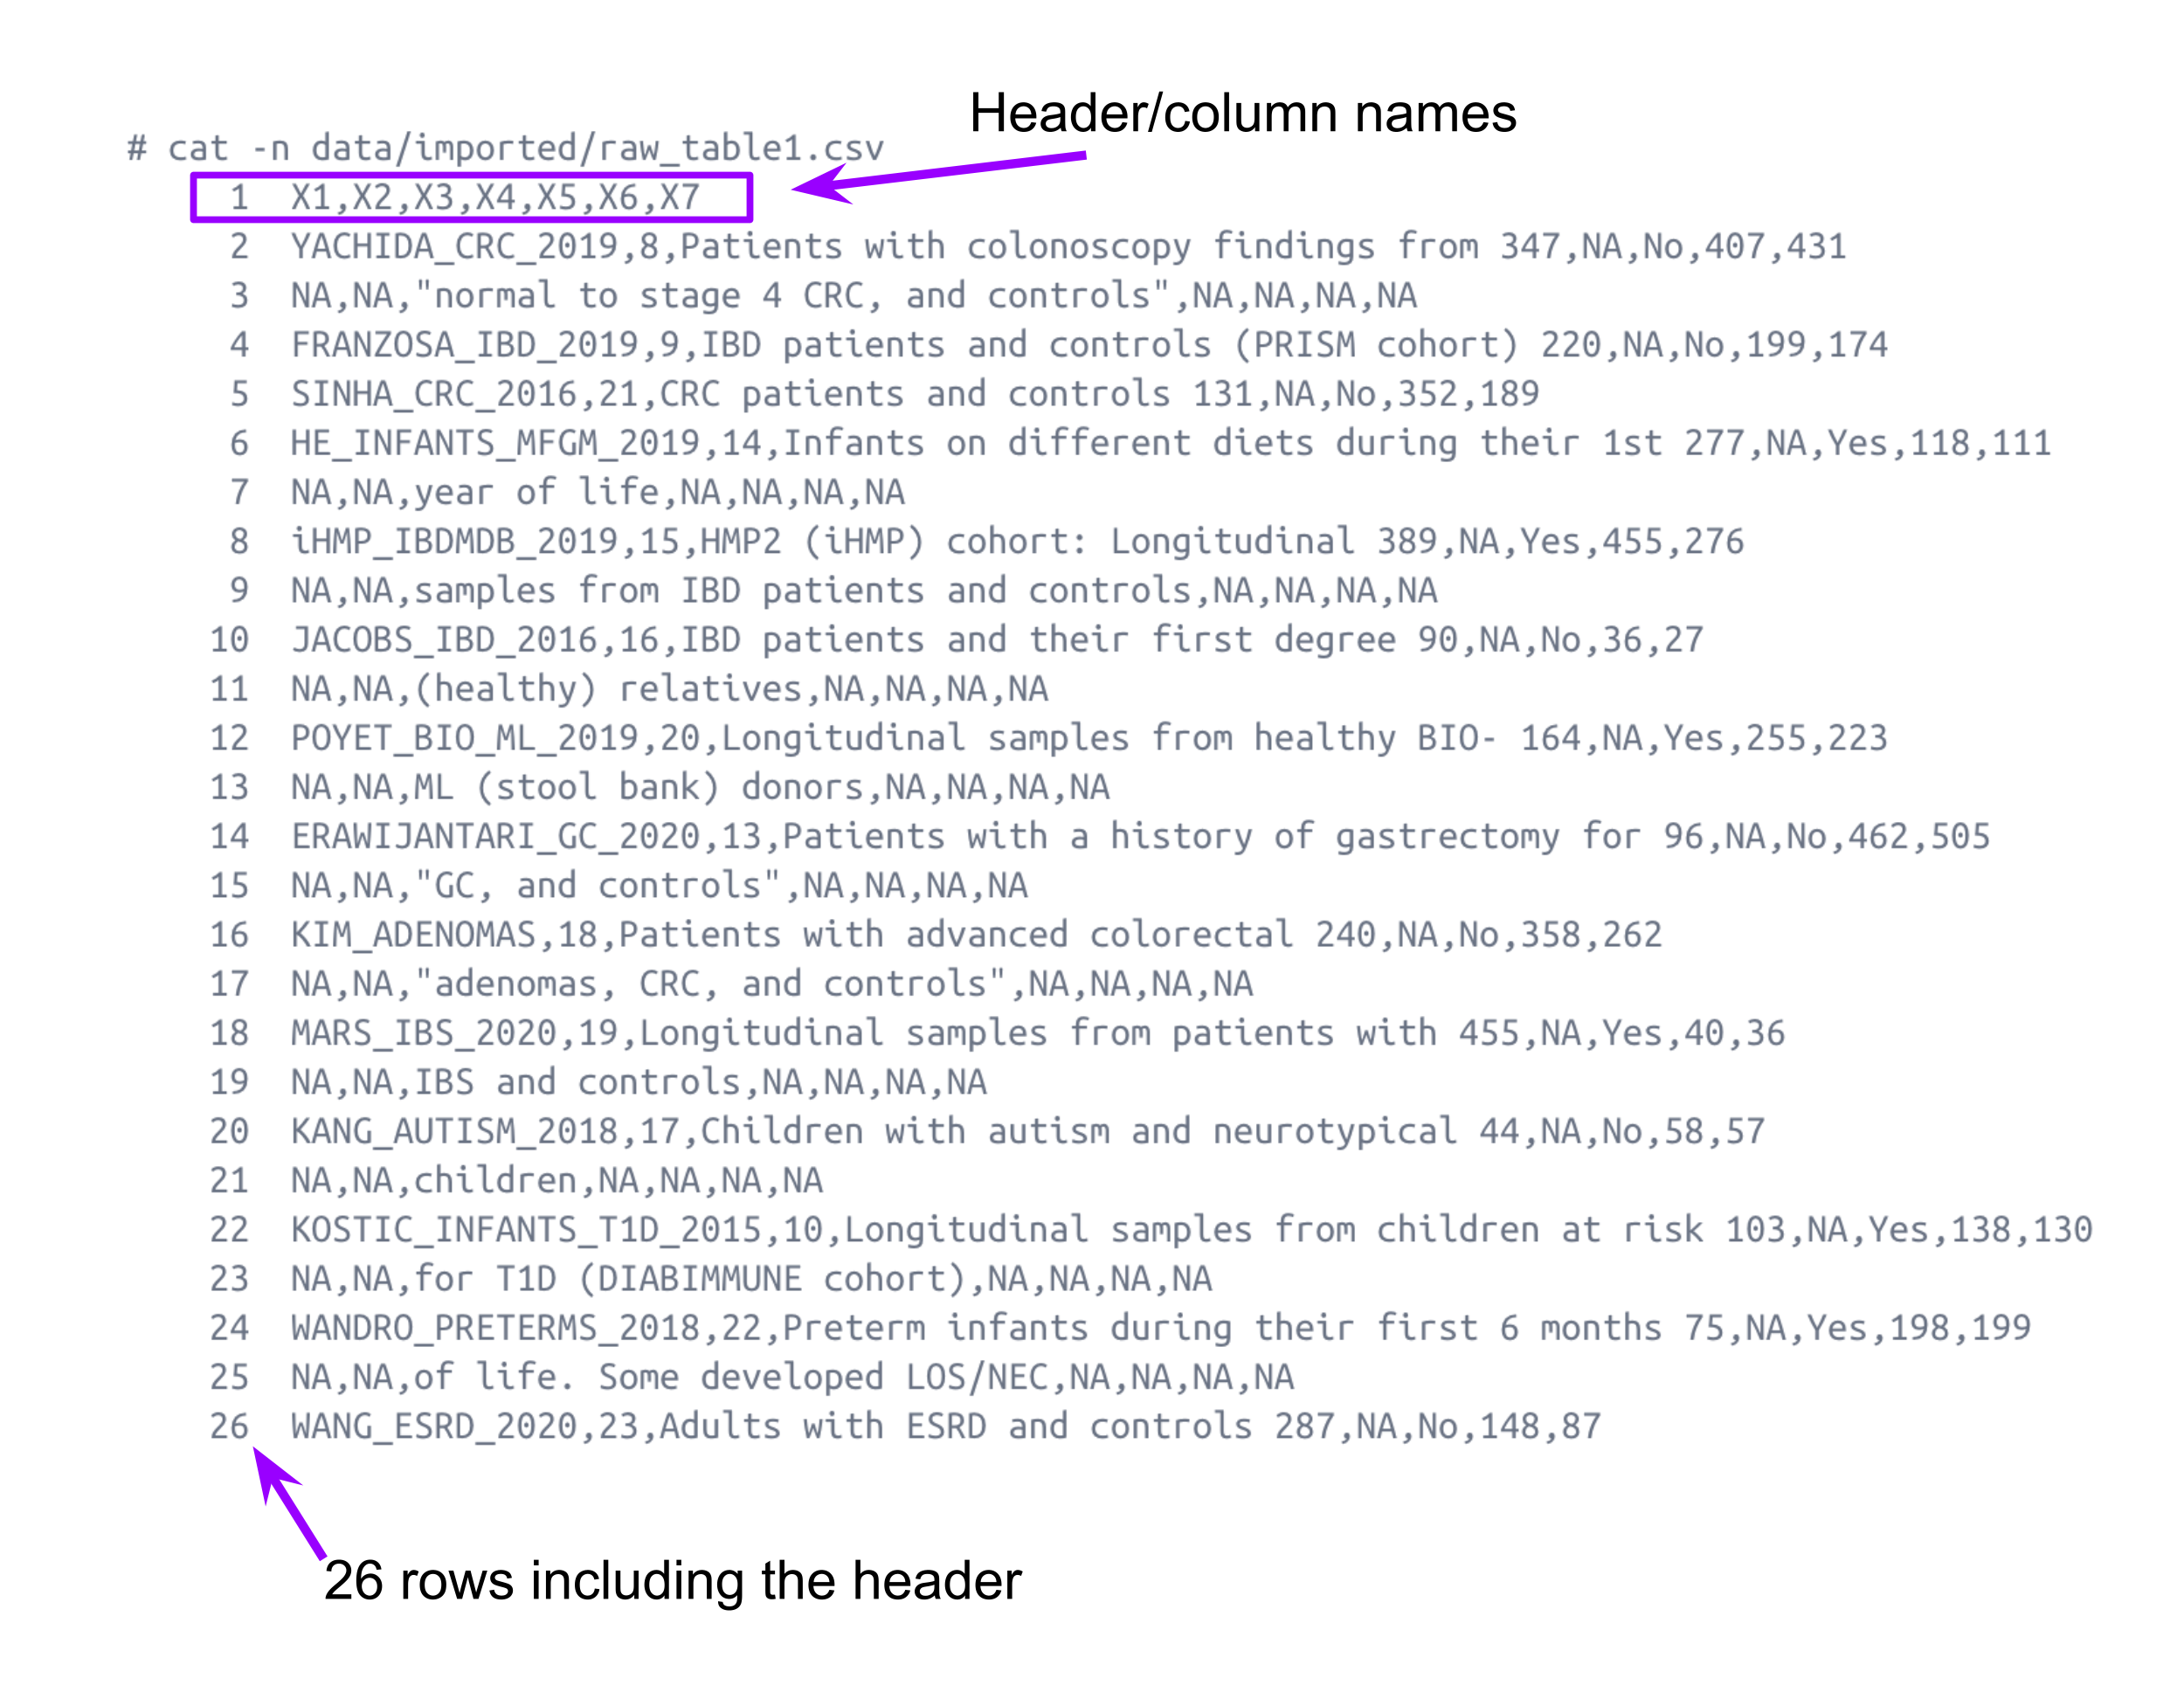 Header/column names
# cat -n data/imported/raw_table1.csv
1 X1,X2,X3,X4,X5,X6,X7
2 YACHIDA_CRC_2019,8,Patients with colonoscopy findings from 347,NA,No,407,431
3 NA,NA,"normal to stage 4 CRC, and controls",NA,NA,NA,NA
4 FRANZOSA_IBD_2019,9,IBD patients and controls (PRISM cohort) 220,NA,No,199,174
5 SINHA_CRC_2016,21,CRC patients and controls 131,NA,No,352,189
6 HE_INFANTS_MFGM_2019,14,Infants on different diets during their 1st 277,NA,Yes,118,111
7 NA,NA,year of life,NA,NA,NA,NA
8 iHMP_IBDMDB_2019,15,HMP2 (iHMP) cohort: Longitudinal 389,NA,Yes,455,276
9 NA,NA,samples from IBD patients and controls,NA,NA,NA,NA
10 JACOBS_IBD_2016,16,IBD patients and their first degree 90,NA,No,36,27
11 NA,NA,(healthy) relatives,NA,NA,NA,NA
12 POYET_BIO_ML_2019,20,Longitudinal samples from healthy BIO- 164,NA,Yes,255,223
13 NA,NA,ML (stool bank) donors,NA,NA,NA,NA
14 ERAWIJANTARI_GC_2020,13,Patients with a history of gastrectomy for 96,NA,No,462,505
15 NA,NA,"GC, and controls",NA,NA,NA,NA
16 KIM_ADENOMAS,18,Patients with advanced colorectal 240,NA,No,358,262
17 NA,NA,"adenomas, CRC, and controls",NA,NA,NA,NA
18 MARS_IBS_2020,19,Longitudinal samples from patients with 455,NA,Yes,40,36
19 NA,NA,IBS and controls,NA,NA,NA,NA
20 KANG_AUTISM_2018,17,Children with autism and neurotypical 44,NA,No,58,57
21 NA,NA,children,NA,NA,NA,NA
22 KOSTIC_INFANTS_T1D_2015,10,Longitudinal samples from children at risk 103,NA,Yes,138,130
23 NA,NA,for T1D (DIABIMMUNE cohort),NA,NA,NA,NA
24 WANDRO_PRETERMS_2018,22,Preterm infants during their first 6 months 75,NA,Yes,198,199
25 NA,NA,of life. Some developed LOS/NEC,NA,NA,NA,NA
26 WANG_ESRD_2020,23,Adults with ESRD and controls 287,NA,No,148,87
26 rows including the header